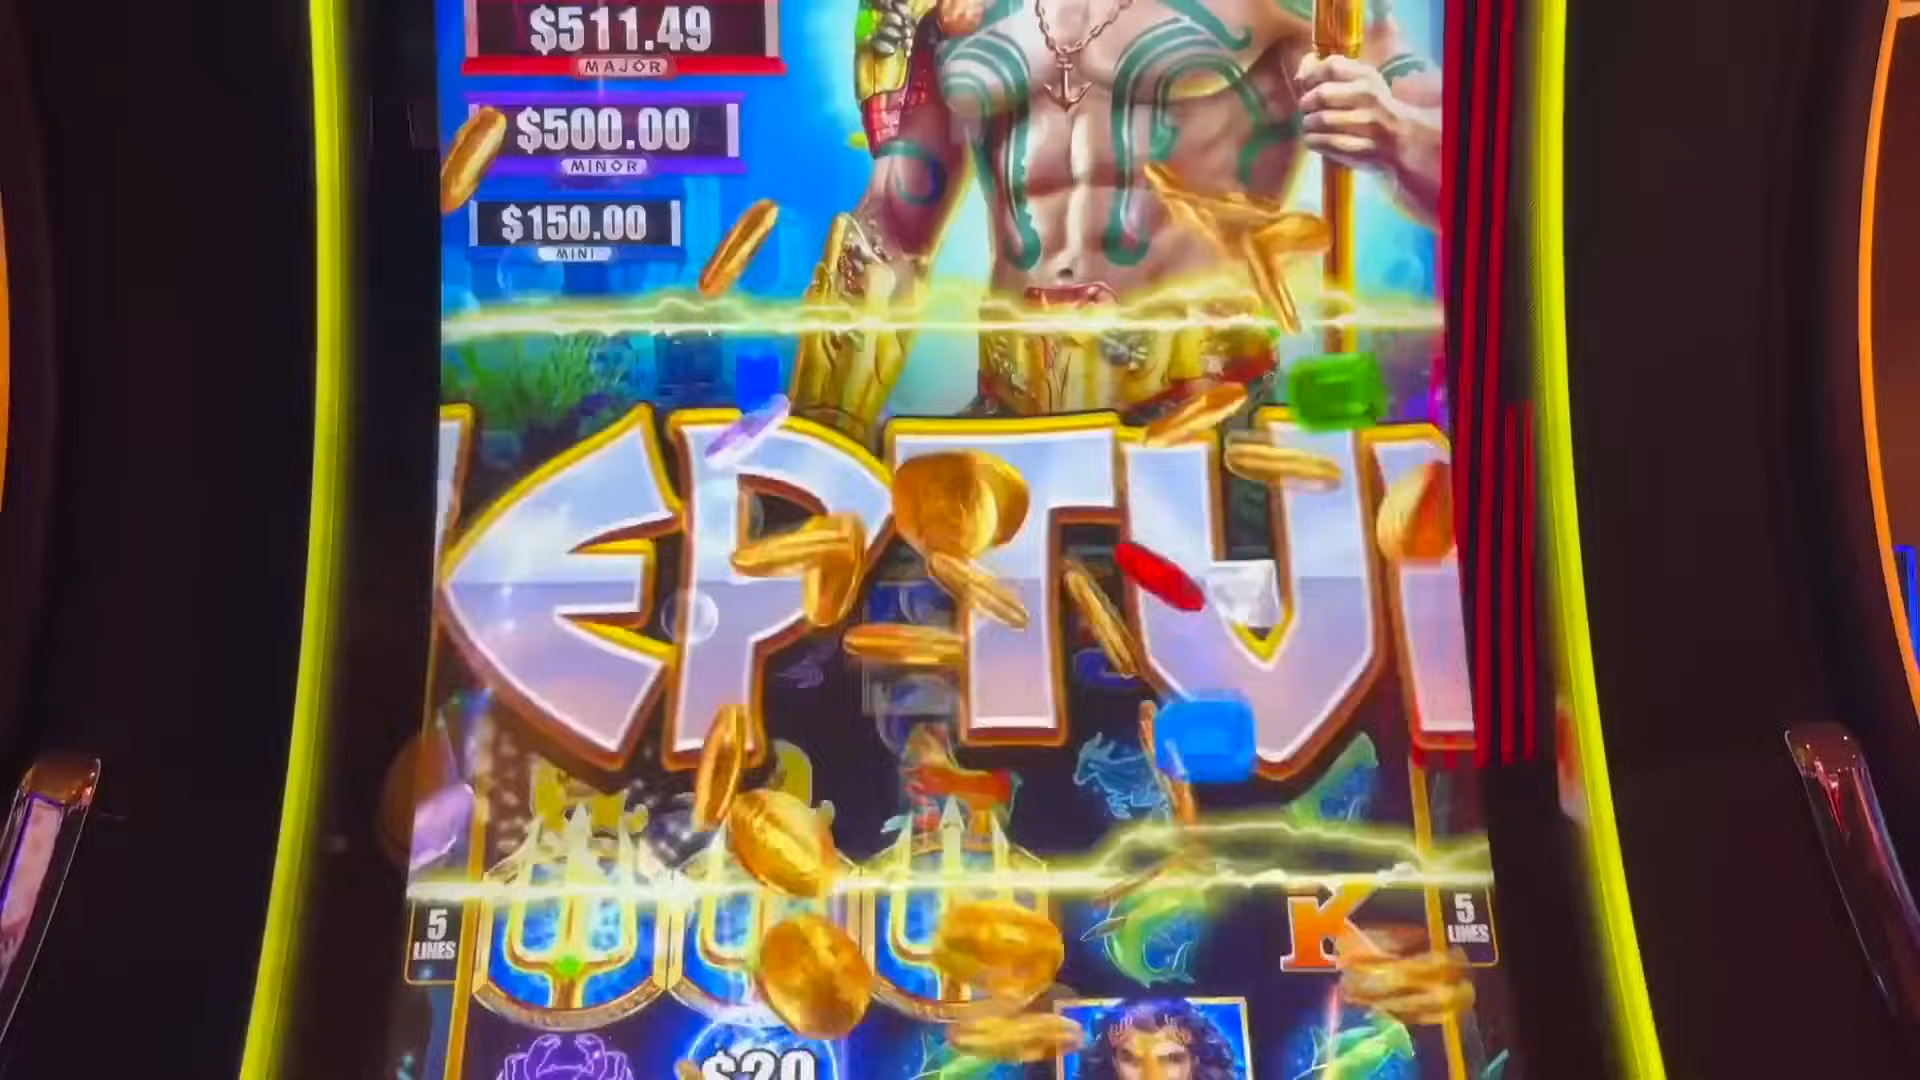 $511.49
MAJOR
$500.00
MINOR
$150.00
MINI
EPTU
5
LINES
K
5
LINES
$20